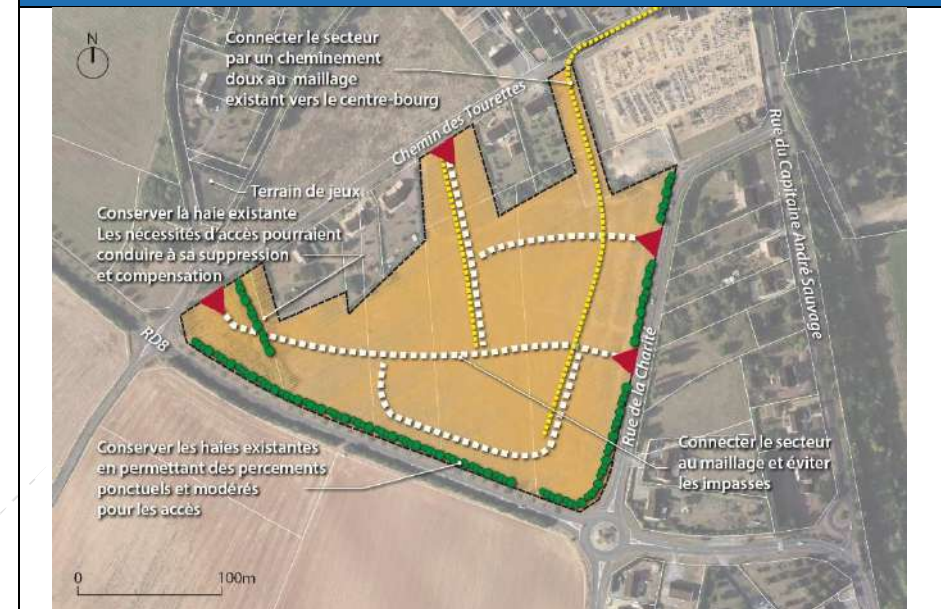 N
Connecter le secteur
par un cheminement
doux au maillage
existant vers le centre-bourg
Chemin des Tourettes
Rue du Capitaine André Sauvage
Terrain de jeux
Conserver la haie existante
Les nécessités d'accès pourraient
conduire à sa suppression
et compensation
RD8
Rue de la Charité
Conserver les haies existantes
en permettant des percements
ponctuels et modérés
pour les accès
Connecter le secteur
au maillage et éviter
les impasses
0 100m